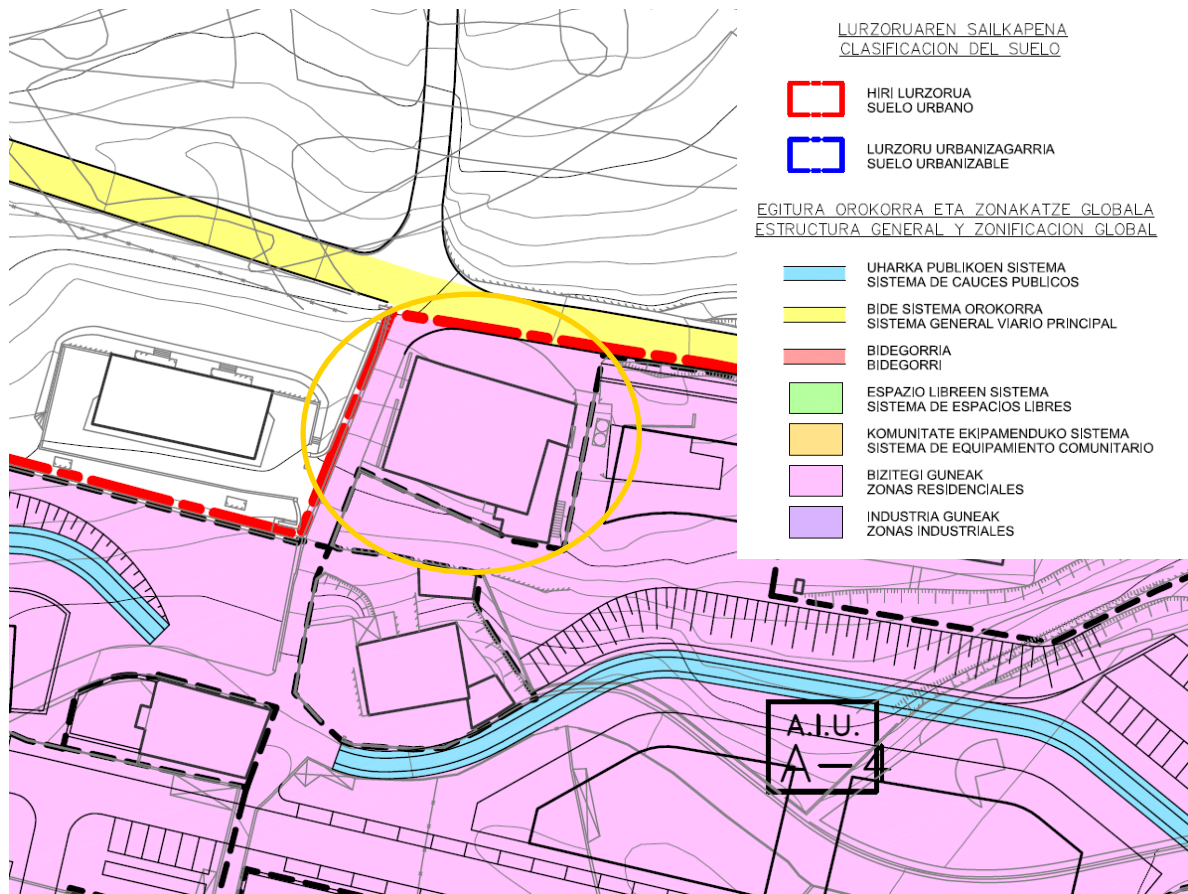 LURZORUAREN SAILKAPENA
CLASIFICACION DEL SUELO
HIRI LURZORUA
SUELO URBANO
LURZORU URBANIZAGARRIA
SUELO URBANIZABLE
EGITURA OROKORRA ETA ZONAKATZE GLOBALA
ESTRUCTURA GENERAL Y ZONIFICACION GLOBAL
UHARKA PUBLIKOEN SISTEMA
SISTEMA DE CAUCES PUBLICOS
BIDE SISTEMA OROKORRA
SISTEMA GENERAL VIARIO PRINCIPAL
BIDEGORRIA
BIDEGORRI
ESPAZIO LIBREEN SISTEMA
SISTEMA DE ESPACIOS LIBRES
KOMUNITATE EKIPAMENDUKO SISTEMA
SISTEMA DE EQUIPAMIENTO COMUNITARIO
BIZITEGI GUNEAK
ZONAS RESIDENCIALES
INDUSTRIA GUNEAK
ZONAS INDUSTRIALES
A.I.U.
A-4